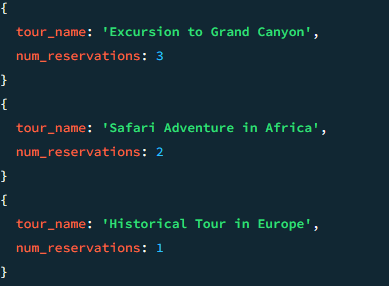 {
tour_name: 'Excursion to Grand Canyon',
num_reservations: 3
}
{
tour_name: 'Safari Adventure in Africa',
num_reservations: 2
}
{
tour_name: 'Historical Tour in Europe',
num_reservations: 1
}